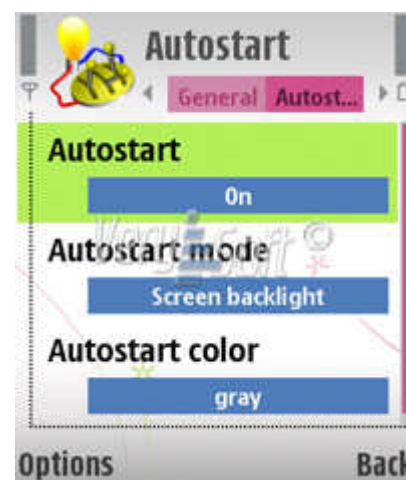 Autostart
General Autost...
Autostart
On
Autostart mode
Screen backlight
Autostart color
gray
Options Back